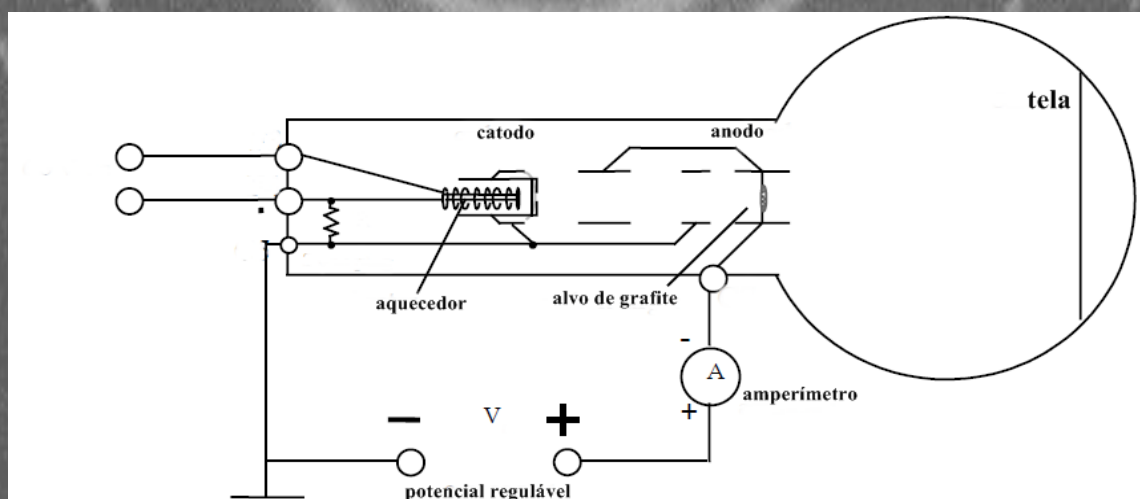 tela
catodo
anodo
aquecedor
alvo de grafite
-
A
amperímetro
+
− V +
potencial regulável